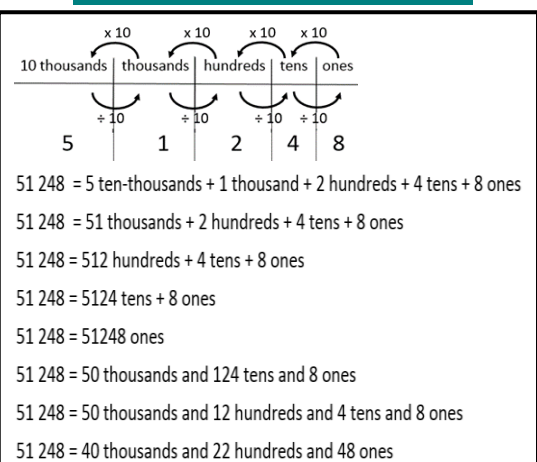 x 10 x 10 x 10 x 10
10 thousands thousands hundreds tens ones
÷ 10 ÷ 10 ÷ 10 ÷ 10
5 1 2 4 8
51 248 = 5 ten-thousands + 1 thousand + 2 hundreds + 4 tens + 8 ones
51 248 = 51 thousands + 2 hundreds + 4 tens + 8 ones
51 248 = 512 hundreds + 4 tens + 8 ones
51 248 = 5124 tens + 8 ones
51 248 = 51248 ones
51 248 = 50 thousands and 124 tens and 8 ones
51 248 = 50 thousands and 12 hundreds and 4 tens and 8 ones
51 248 = 40 thousands and 22 hundreds and 48 ones